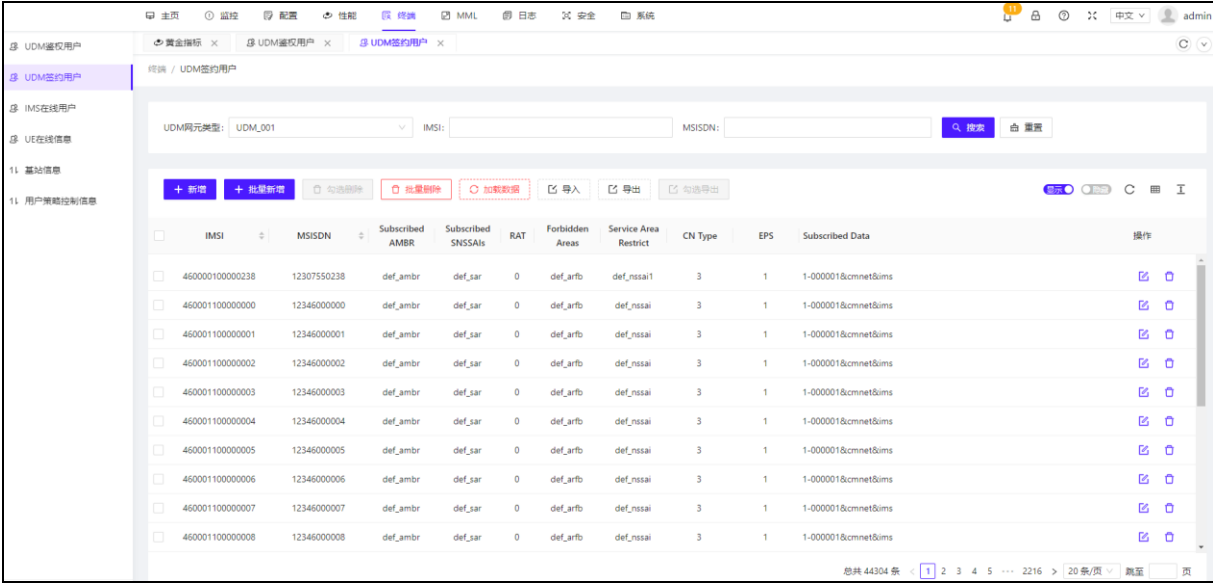 主页 监控 配置 性能 终端 MML 日志 安全 系统 11 中文 admin
UDM鉴权用户
UDM签约用户
IMS在线用户
UE在线信息
基站信息
用户策略控制信息
黄金指标 × UDM鉴权用户 × UDM签约用户 ×
终端 / UDM签约用户
UDM网元类型: UDM_001 IMSI: MSISDN: 搜索 重置
+ 新增 + 批量新增 勾选删除 批量删除 加载数据 导入 导出 勾选导出 显示
IMSI MSISDN Subscribed AMBR Subscribed SNSSAIs RAT Forbidden Areas Service Area Restrict CN Type EPS Subscribed Data 操作
460000100000238 12307550238 def_ambr def_sar 0 def_arfb def_nssai1 3 1 1-000001&cmnet&ims
460001100000000 12346000000 def_ambr def_sar 0 def_arfb def_nssai 3 1 1-000001&cmnet&ims
460001100000001 12346000001 def_ambr def_sar 0 def_arfb def_nssai 3 1 1-000001&cmnet&ims
460001100000002 12346000002 def_ambr def_sar 0 def_arfb def_nssai 3 1 1-000001&cmnet&ims
460001100000003 12346000003 def_ambr def_sar 0 def_arfb def_nssai 3 1 1-000001&cmnet&ims
460001100000004 12346000004 def_ambr def_sar 0 def_arfb def_nssai 3 1 1-000001&cmnet&ims
460001100000005 12346000005 def_ambr def_sar 0 def_arfb def_nssai 3 1 1-000001&cmnet&ims
460001100000006 12346000006 def_ambr def_sar 0 def_arfb def_nssai 3 1 1-000001&cmnet&ims
460001100000007 12346000007 def_ambr def_sar 0 def_arfb def_nssai 3 1 1-000001&cmnet&ims
460001100000008 12346000008 def_ambr def_sar 0 def_arfb def_nssai 3 1 1-000001&cmnet&ims
总共 44304 条 < 1 2 3 4 5 ··· 2216 > 20 条/页 跳至 页